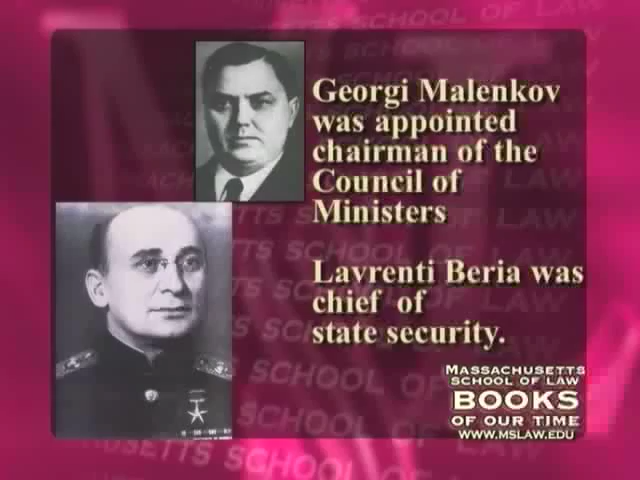 Georgi Malenkov
was appointed
chairman of the
Council of
Ministers
Lavrenti Beria was
chief of
state security.
MASSACHUSETTS
SCHOOL OF LAW
BOOKS
OF OUR TIME
WWW.MSLAW.EDU